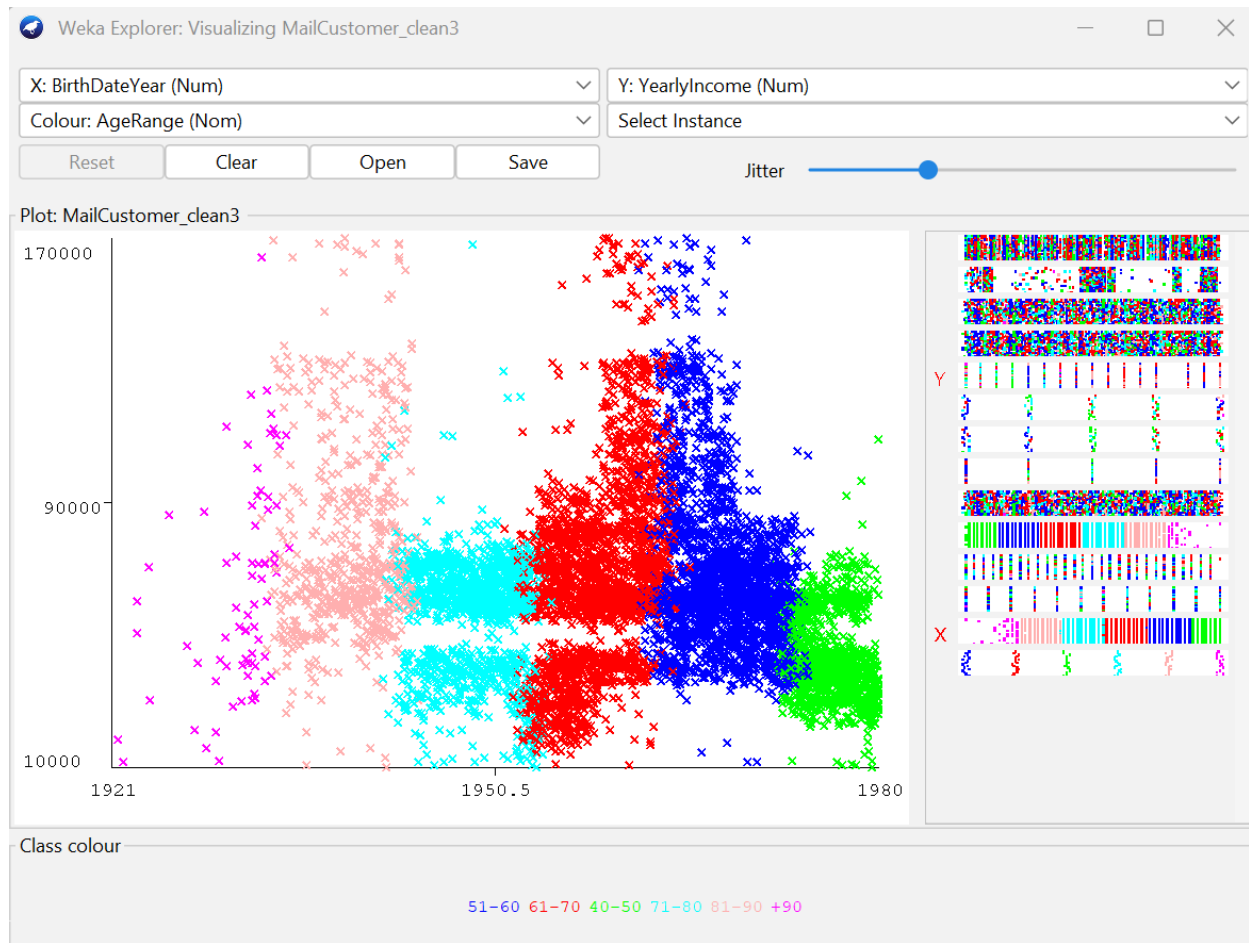 Weka Explorer: Visualizing MailCustomer_clean3
X: BirthDateYear (Num)
Y: YearlyIncome (Num)
Colour: AgeRange (Nom)
Select Instance
Reset
Clear
Open
Save
Jitter
Plot: MailCustomer_clean3
170000
90000
10000
1921
1950.5
1980
Y
X
Class colour
51-60 61-70 40-50 71-80 81-90 +90